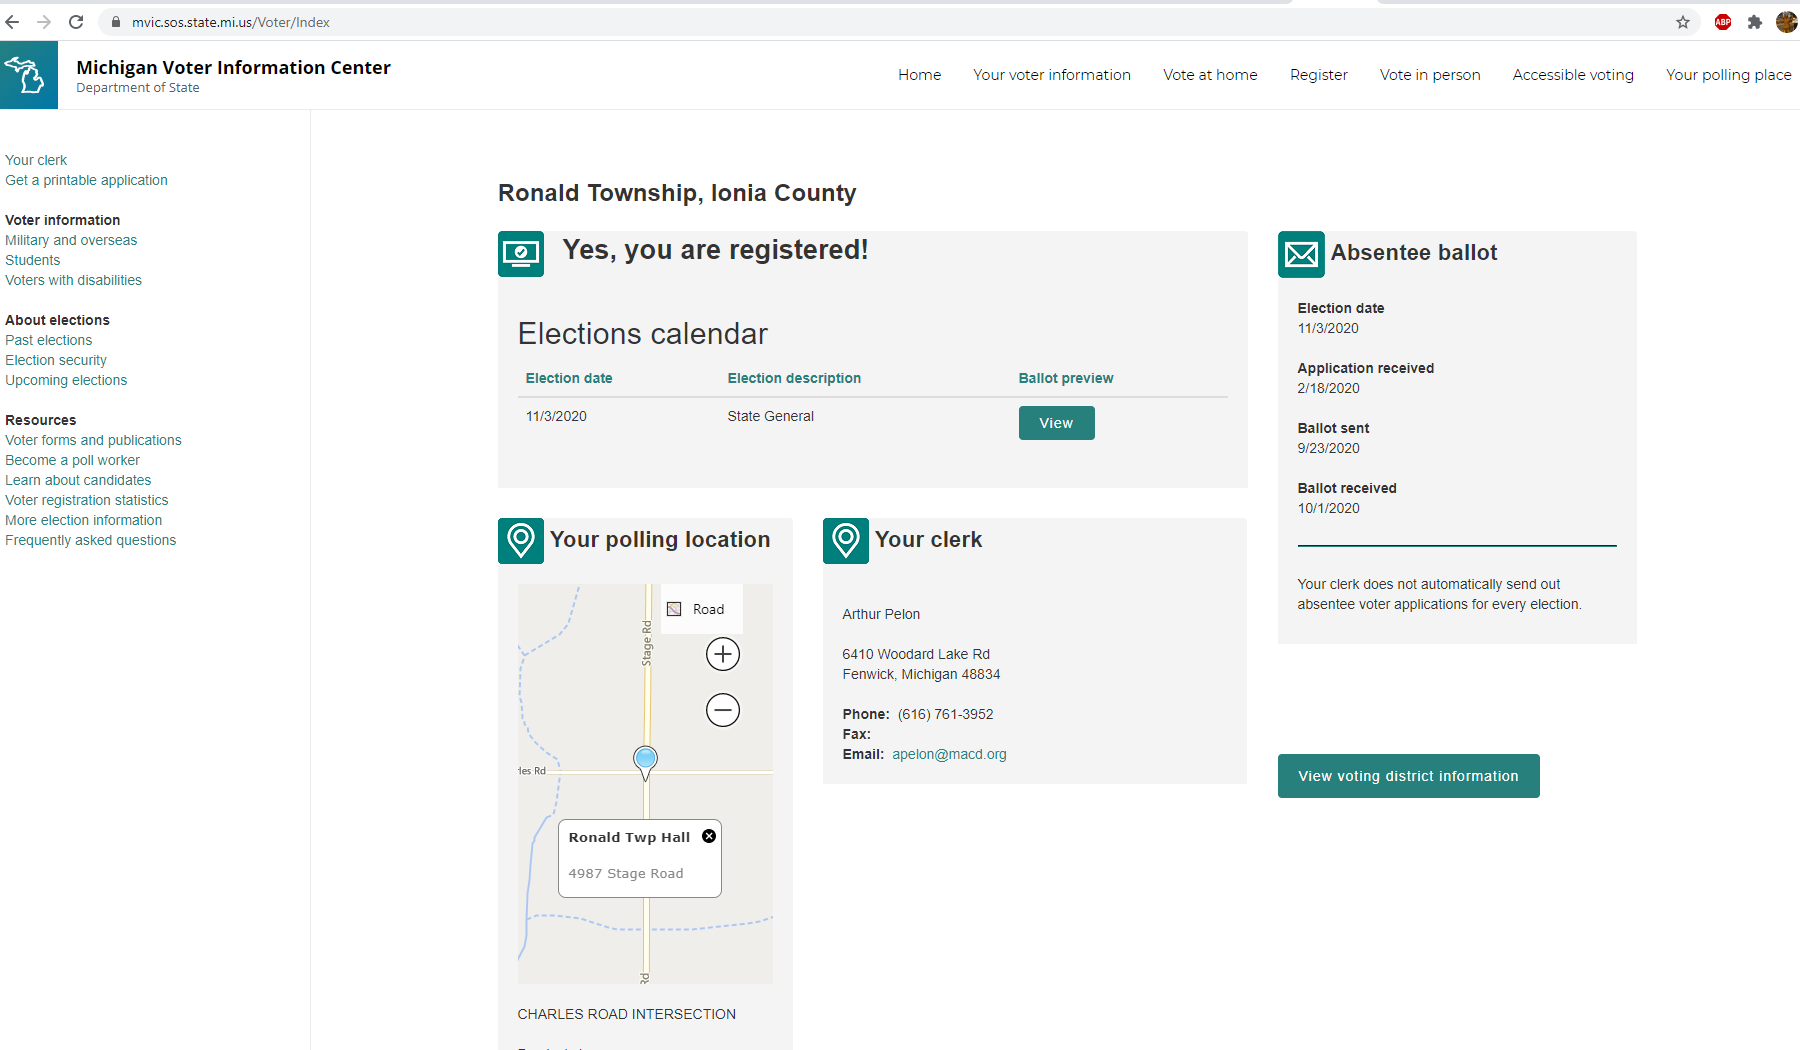 mvic.sos.state.mi.us/Voter/Index
ABP
Michigan Voter Information Center
Department of State
Home
Your voter information
Vote at home
Register
Vote in person
Accessible voting
Your polling place
Your clerk
Get a printable application
Voter information
Military and overseas
Students
Voters with disabilities
About elections
Past elections
Election security
Upcoming elections
Resources
Voter forms and publications
Become a poll worker
Learn about candidates
Voter registration statistics
More election information
Frequently asked questions
Ronald Township, Ionia County
Yes, you are registered!
Elections calendar
Election date Election description Ballot preview
11/3/2020 State General View
Absentee ballot
Election date
11/3/2020
Application received
2/18/2020
Ballot sent
9/23/2020
Ballot received
10/1/2020
Your clerk does not automatically send out
absentee voter applications for every election.
View voting district information
Your polling location
Road
Stage Rd
les Rd
Ronald Twp Hall
4987 Stage Road
Rd
CHARLES ROAD INTERSECTION
Your clerk
Arthur Pelon
6410 Woodard Lake Rd
Fenwick, Michigan 48834
Phone: (616) 761-3952
Fax:
Email: apelon@macd.org